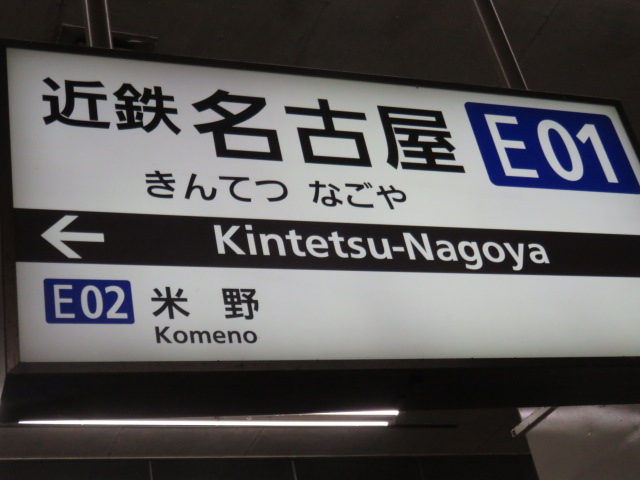 近鉄 名古屋 E01
きんてつ なごや
Kintetsu-Nagoya
E02 米野
Komeno